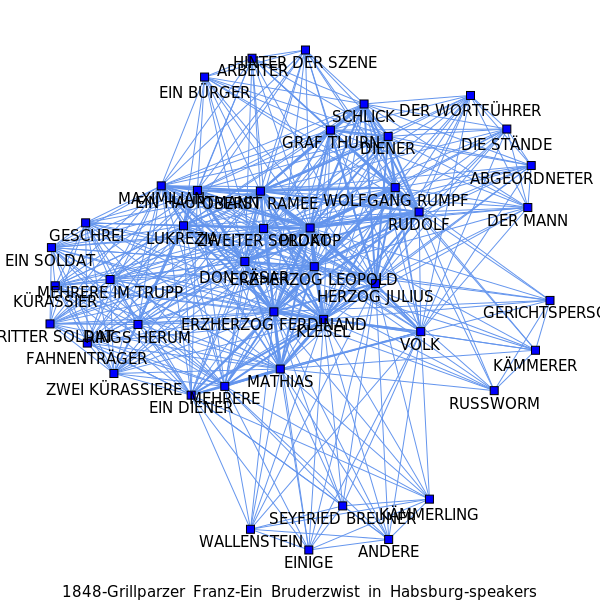 HINTER DER SZENE
ARBEITER
EIN BÜRGER
DER WORTFÜHRER
SCHLICK
GRAF THURN
DIENER
DIE STÄNDE
ABGEORDNETER
MAXIMILIAN
EIN HAUPTMANN
OBERST RAMEE
WOLFGANG RUMPF
DER MANN
RUDOLF
GESCHREI
LUKREZIA
ZWEITER SOLDAT
PROKOP
EIN SOLDAT
DON CÄSAR
ERZHERZOG LEOPOLD
MEHRERE IM TRUPP
KÜRASSIER
HERZOG JULIUS
GERICHTSPERSO
ERZHERZOG FERDINAND
KLESEL
RITTER SOLDAT
RINGS HERUM
VOLK
FAHNENTRÄGER
KÄMMERER
MATHIAS
ZWEI KÜRASSIERE
MEHRERE
EIN DIENER
RUSSWORM
SEYFRIED BREUNER
KÄMMERLING
WALLENSTEIN
ANDERE
EINIGE
1848-Grillparzer Franz-Ein Bruderzwist in Habsburg-speakers